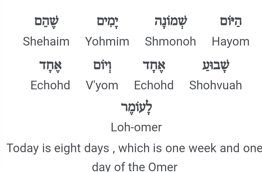 הַיּוֹם שְׁמוֹנָה יָמִים שֶׁהֵם
Shehaim Yohmim Shmonoh Hayom
שָׁבוּעַ אֶחָד וְיוֹם אֶחָד
Echohd V'yom Echohd Shohvuah
לָעוֹמֶר
Loh-omer
Today is eight days , which is one week and one
day of the Omer